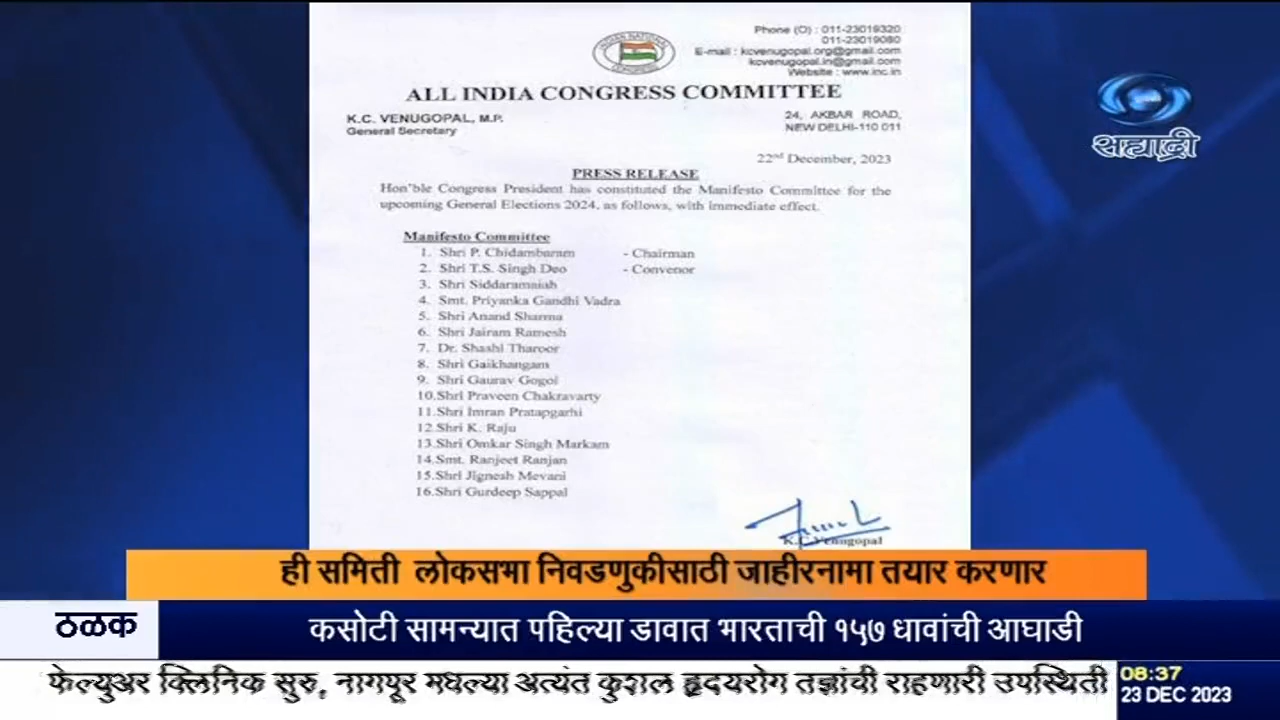 Phone (O) : 011-23019320
011-23019080
E-mail : kcvenugopal.org@gmail.com
kcvenugopal.in@gmail.com
Website : www.inc.in
INDIAN NATIONAL
CONGRESS
ALL INDIA CONGRESS COMMITTEE
K.C. VENUGOPAL, M.P.
General Secretary
24, AKBAR ROAD,
NEW DELHI-110 011
सह्याद्री
22nd December, 2023
PRESS RELEASE
Hon'ble Congress President has constituted the Manifesto Committee for the
upcoming General Elections 2024, as follows, with immediate effect.
Manifesto Committee
1. Shri P. Chidambaram - Chairman
2. Shri T.S. Singh Deo - Convenor
3. Shri Siddaramaiah
4. Smt. Priyanka Gandhi Vadra
5. Shri Anand Sharma
6. Shri Jairam Ramesh
7. Dr. Shashi Tharoor
8. Shri Gaikhangam
9. Shri Gaurav Gogoi
10.Shri Praveen Chakravarty
11.Shri Imran Pratapgarhi
12.Shri K. Raju
13.Shri Omkar Singh Markam
14.Smt. Ranjeet Ranjan
15.Shri Jignesh Mevani
16.Shri Gurdeep Sappal
K.C.Venugopal
ही समिती लोकसभा निवडणुकीसाठी जाहीरनामा तयार करणार
ठळक
कसोटी सामन्यात पहिल्या डावात भारताची १५७ धावांची आघाडी
फेल्युअर क्लिनिक सुरु, नागपूर मधल्या अत्यंत कुशल हृदयरोग तज्ञांची राहणारी उपस्थिती
08:37
23 DEC 2023